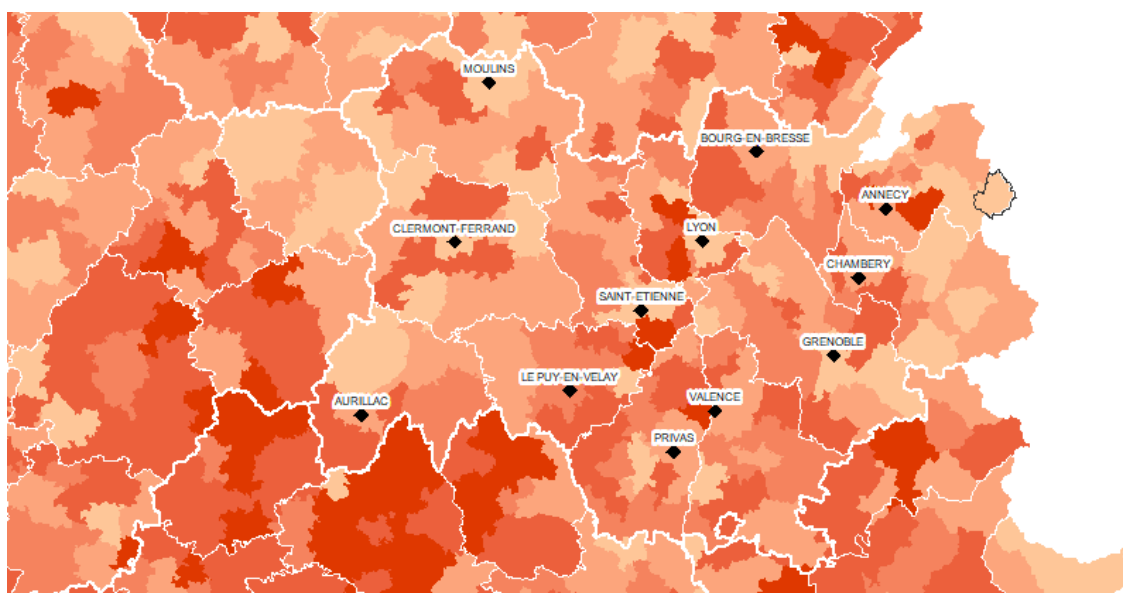 MOULINS
BOURG-EN-BRESSE
ANNECY
CLERMONT-FERRAND
LYON
CHAMBERY
SAINT-ETIENNE
GRENOBLE
LE PUY-EN-VELAY
AURILLAC
VALENCE
PRIVAS